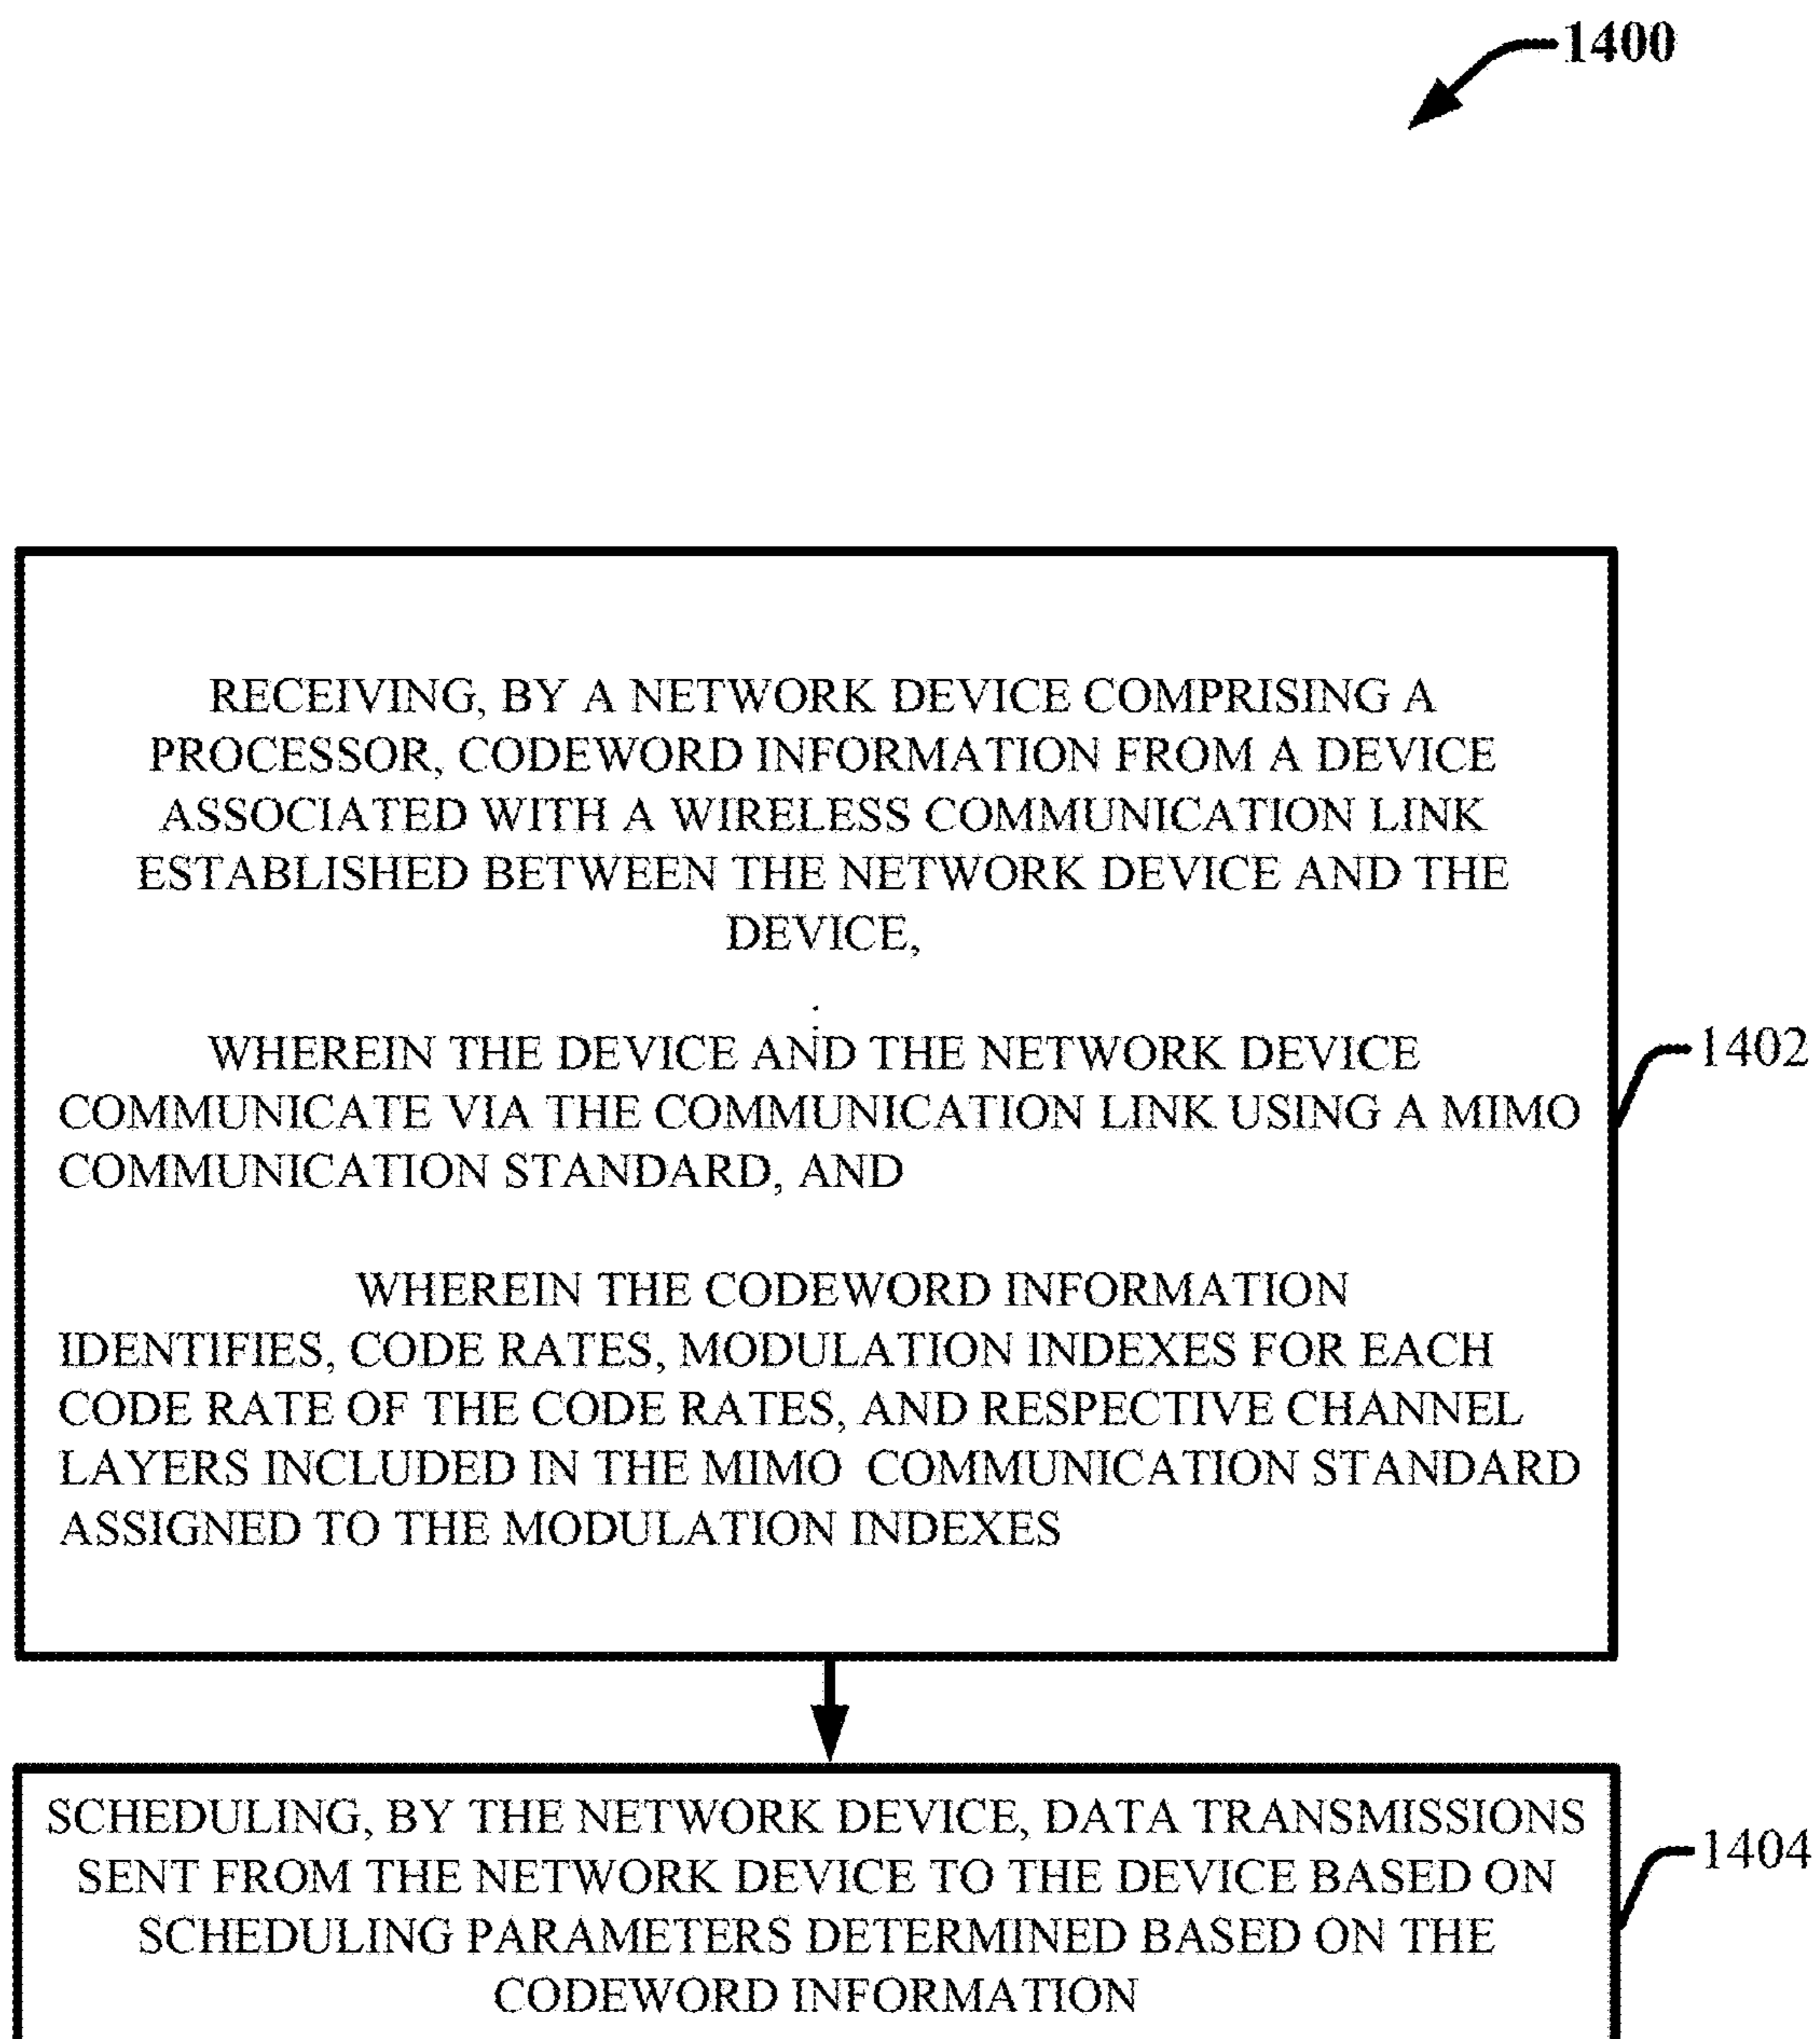 1400
RECEIVING, BY A NETWORK DEVICE COMPRISING A
PROCESSOR, CODEWORD INFORMATION FROM A DEVICE
ASSOCIATED WITH A WIRELESS COMMUNICATION LINK
ESTABLISHED BETWEEN THE NETWORK DEVICE AND THE
DEVICE,
WHEREIN THE DEVICE AND THE NETWORK DEVICE
COMMUNICATE VIA THE COMMUNICATION LINK USING A MIMO
COMMUNICATION STANDARD, AND
WHEREIN THE CODEWORD INFORMATION
IDENTIFIES, CODE RATES, MODULATION INDEXES FOR EACH
CODE RATE OF THE CODE RATES, AND RESPECTIVE CHANNEL
LAYERS INCLUDED IN THE MIMO COMMUNICATION STANDARD
ASSIGNED TO THE MODULATION INDEXES
1402
SCHEDULING, BY THE NETWORK DEVICE, DATA TRANSMISSIONS
SENT FROM THE NETWORK DEVICE TO THE DEVICE BASED ON
SCHEDULING PARAMETERS DETERMINED BASED ON THE
CODEWORD INFORMATION
1404